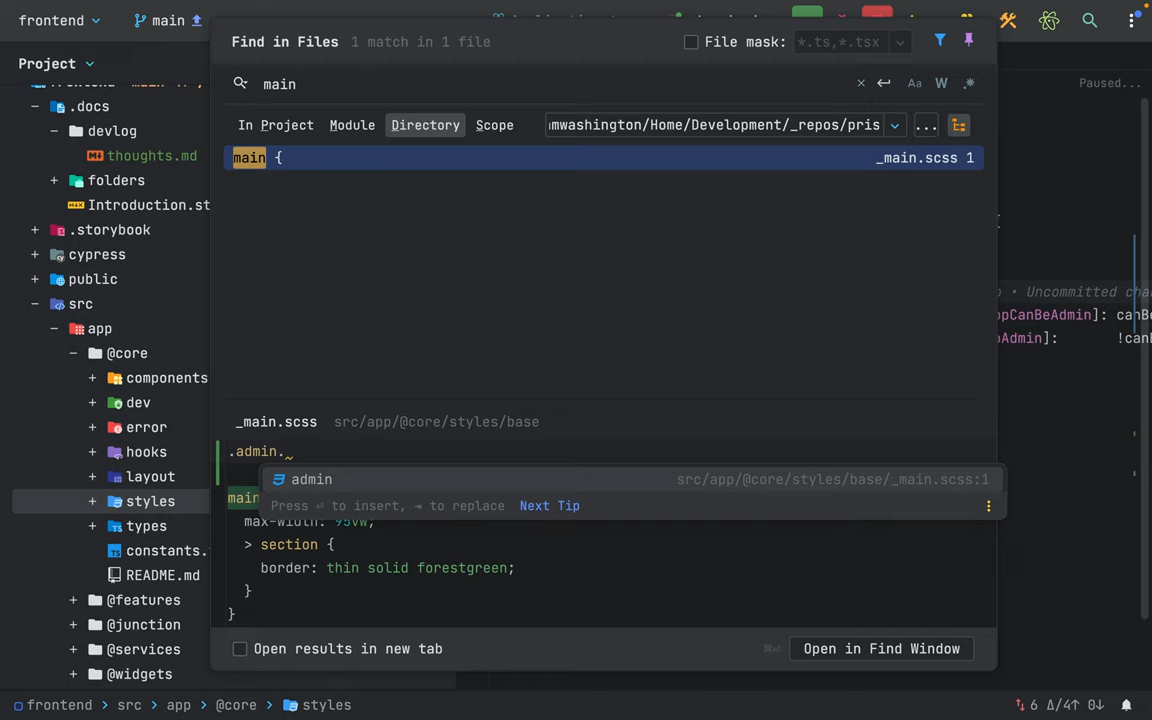 frontend
main
Find in Files 1 match in 1 file
File mask: *.ts,*.tsx
Project
main
Aa W .*
Paused...
In Project Module Directory Scope
mwashington/Home/Development/_repos/pris
...
main {
_main.scss 1
.docs
devlog
thoughts.md
folders
Introduction.st
.storybook
cypress
public
src
app
@core
components
dev
error
hooks
layout
styles
types
constants.
README.md
@features
@junction
@services
@widgets
• Uncommitted cha
ppCanBeAdmin]: canBe
Admin]: !can
_main.scss src/app/@core/styles/base
.admin.
admin src/app/@core/styles/base/_main.scss:1
Press ⏎ to insert, ⇥ to replace Next Tip
main
max-width: 95vw;
> section {
border: thin solid forestgreen;
}
}
Open results in new tab
⌘⏎ Open in Find Window
frontend > src > app > @core > styles
6 Δ/4↑ 0↓